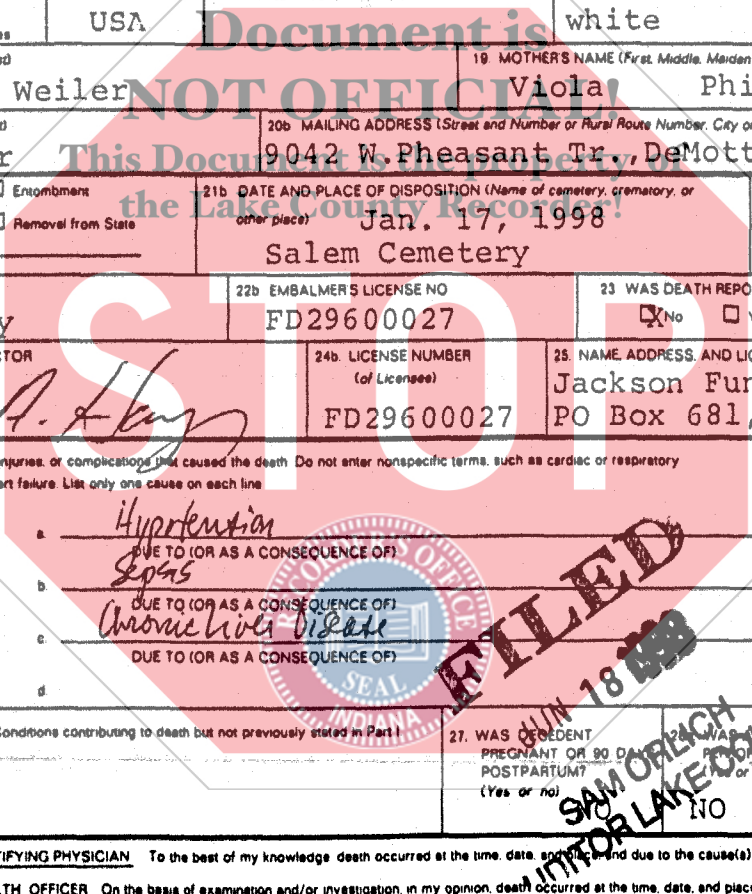 USA
white
Document is
19. MOTHER'S NAME (First, Middle, Maiden
Weiler
Viola Phi
NOT OFFICIAL!
20b MAILING ADDRESS (Street and Number or Rural Route Number, City or
9042 W.Pheasant Tr.,DeMott
This Document is the property of
Entombment
21b DATE AND PLACE OF DISPOSITION (Name of cemetery, crematory, or
the Lake County Recorder!
Removal from State
other place)
Jan. 17, 1998
Salem Cemetery
STOP
22b EMBALMER'S LICENSE NO
23 WAS DEATH REPO
FD29600027
X No
TOR
24b. LICENSE NUMBER
(of Licensee)
25. NAME, ADDRESS, AND LIC
Jackson Fur
FD29600027
PO Box 681,
njuries, or complications that caused the death Do not enter nonspecific terms, such as cardiac or respiratory
rt failure. List only one cause on each line
a. Hypotention
DUE TO (OR AS A CONSEQUENCE OF)
b. Sepsis
DUE TO (OR AS A CONSEQUENCE OF)
c. Chronic Liver Disease
DUE TO (OR AS A CONSEQUENCE OF)
d.
RECORDER'S OFFICE
SEAL
INDIANA
FILED
JUN 18
Conditions contributing to death but not previously stated in Part I
27. WAS DECEDENT
PREGNANT OR 90 DAYS
POSTPARTUM?
(Yes or no)
NO
NO
SAM ORLICH
AUDITOR LAKE
TIFYING PHYSICIAN To the best of my knowledge death occurred at the time, date, and place and due to the cause(s)
LTH OFFICER On the basis of examination and/or investigation, in my opinion, death occurred at the time, date, and place